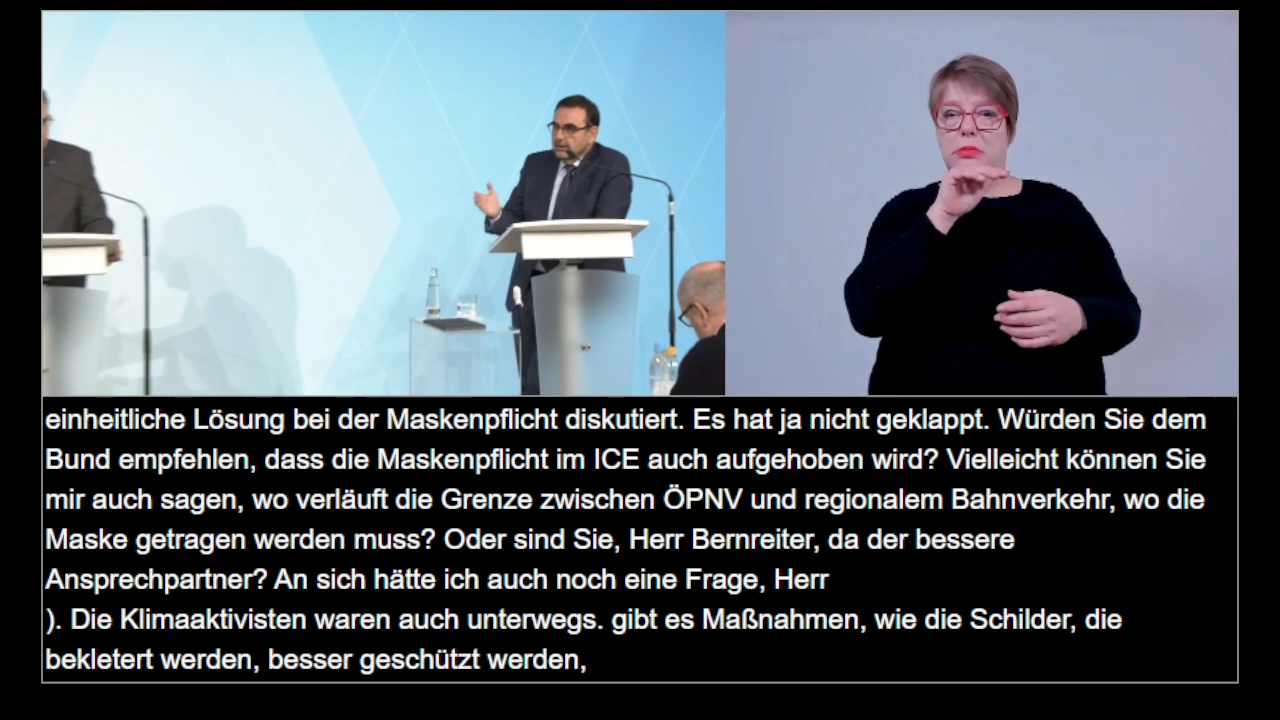 einheitliche Lösung bei der Maskenpflicht diskutiert. Es hat ja nicht geklappt. Würden Sie dem
Bund empfehlen, dass die Maskenpflicht im ICE auch aufgehoben wird? Vielleicht können Sie
mir auch sagen, wo verläuft die Grenze zwischen ÖPNV und regionalem Bahnverkehr, wo die
Maske getragen werden muss? Oder sind Sie, Herr Bernreiter, da der bessere
Ansprechpartner? An sich hätte ich auch noch eine Frage, Herr
). Die Klimaaktivisten waren auch unterwegs. gibt es Maßnahmen, wie die Schilder, die
bekletert werden, besser geschützt werden,